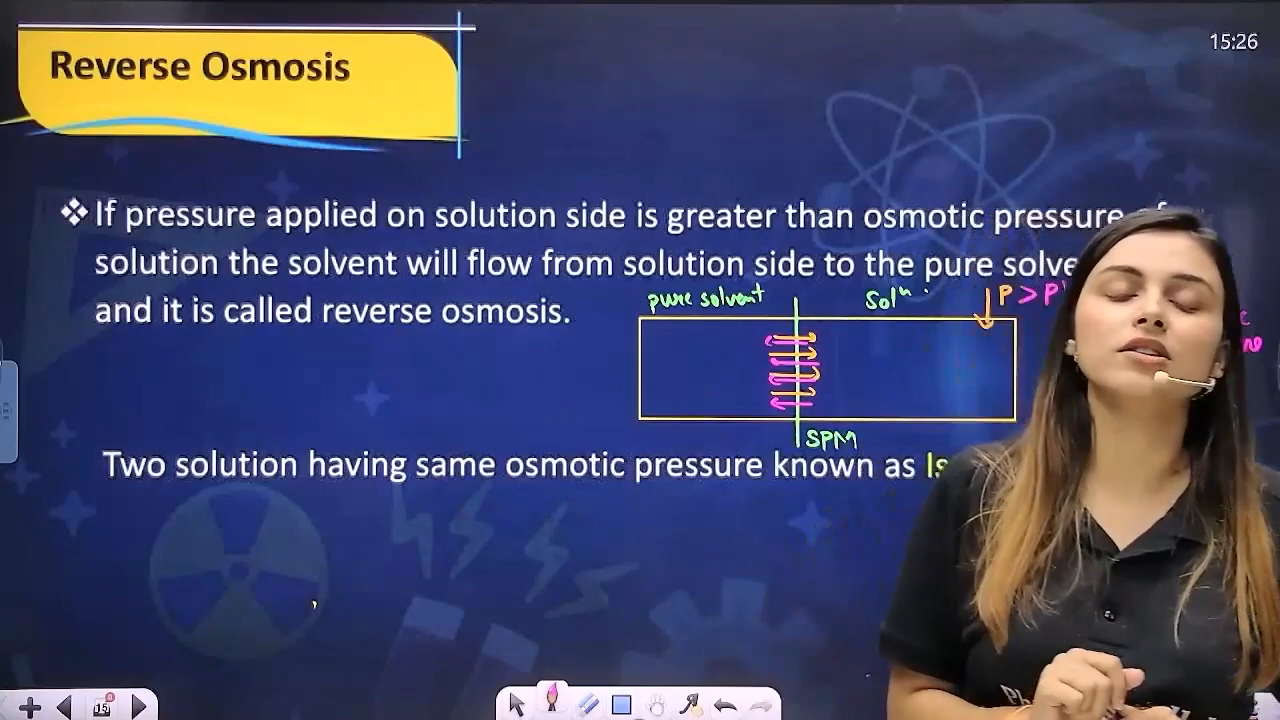 15:26
Reverse Osmosis
❖ If pressure applied on solution side is greater than osmotic pressure of
solution the solvent will flow from solution side to the pure
and it is called reverse osmosis.
pure solvent
Solⁿ.
P > P
SPM
Two solution having same osmotic pressure known as
15